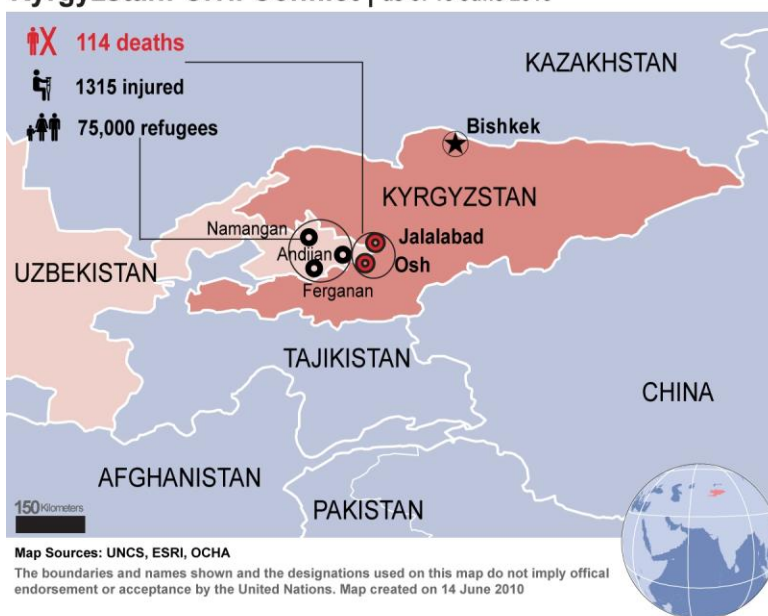 114 deaths
1315 injured
75,000 refugees
KAZAKHSTAN
Bishkek
KYRGYZSTAN
Namangan
Jalalabad
Andijan
UZBEKISTAN
Osh
Ferganan
TAJIKISTAN
CHINA
AFGHANISTAN
PAKISTAN
150 Kilometers
Map Sources: UNCS, ESRI, OCHA
The boundaries and names shown and the designations used on this map do not imply offical
endorsement or acceptance by the United Nations. Map created on 14 June 2010